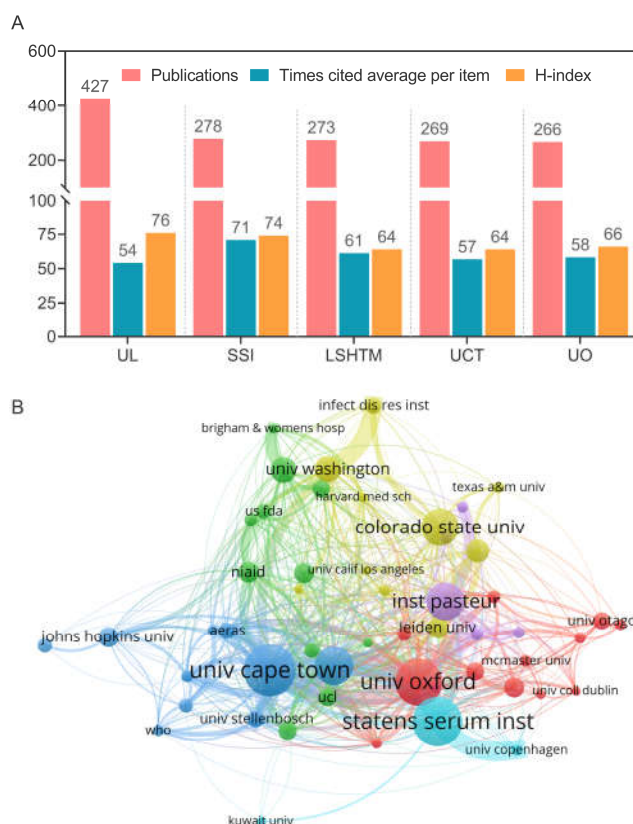 A
600
Publications Times cited average per item H-index
427
400
278 273 269 266
200
100
76 71 74
75
54 61 64 57 64 58 66
50
25
0
UL SSI LSHTM UCT UO
B
infect dis res inst
brigham & womens hosp
univ washington
texas a&m univ
harvard med sch
us fda
colorado state univ
univ calif los angeles
niaid
inst pasteur
univ otago
leiden univ
johns hopkins univ aeras
mcmaster univ
univ cape town univ oxford
univ coll dublin
ucl
univ stellenbosch statens serum inst
who
univ copenhagen
kuwait univ